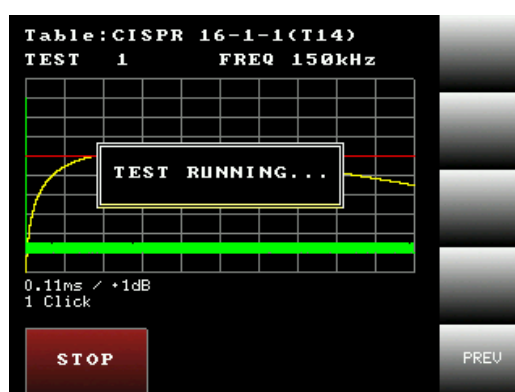 Table:CISPR 16-1-1(T14)
TEST 1 FREQ 150kHz
TEST RUNNING...
0.11ms / +1dB
1 Click
STOP
PREV